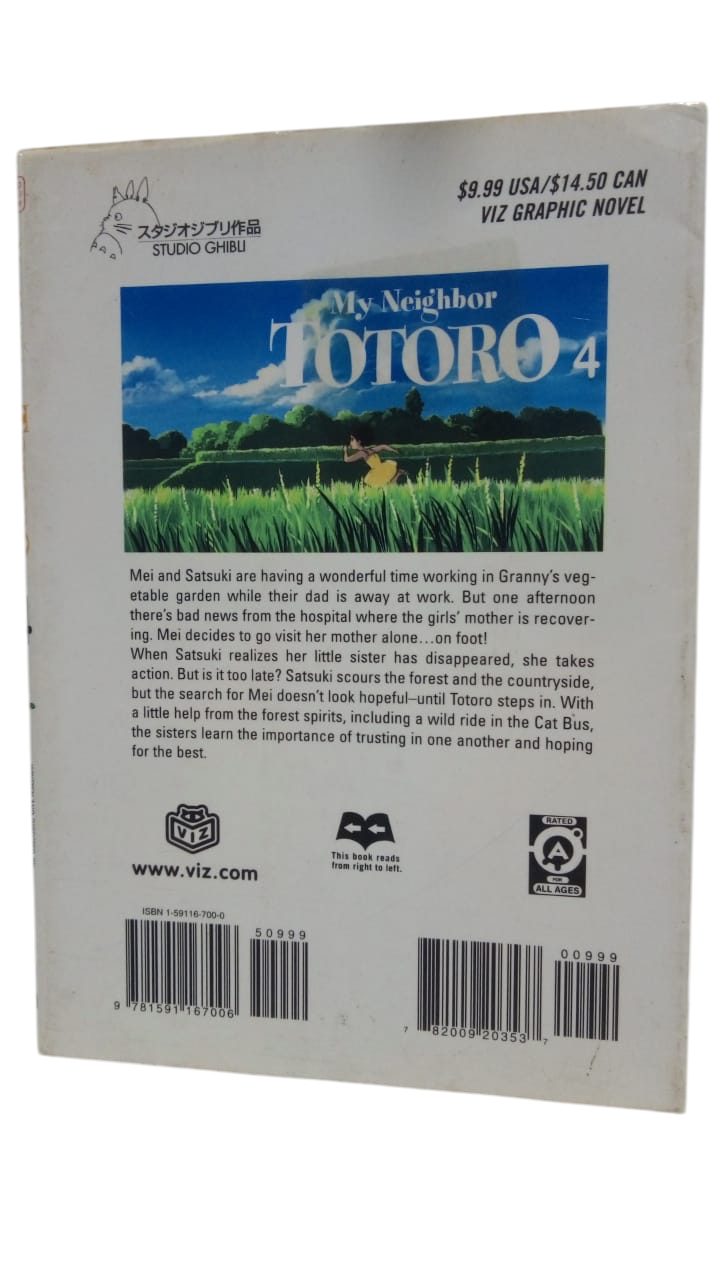 $9.99 USA/$14.50 CAN
VIZ GRAPHIC NOVEL
スタジオジブリ作品
STUDIO GHIBLI
My Neighbor
TOTORO 4
Mei and Satsuki are having a wonderful time working in Granny's veg-
etable garden while their dad is away at work. But one afternoon
there's bad news from the hospital where the girls' mother is recover-
ing. Mei decides to go visit her mother alone...on foot!
When Satsuki realizes her little sister has disappeared, she takes
action. But is it too late? Satsuki scours the forest and the countryside,
but the search for Mei doesn't look hopeful–until Totoro steps in. With
a little help from the forest spirits, including a wild ride in the Cat Bus,
the sisters learn the importance of trusting in one another and hoping
for the best.
VIZ
www.viz.com
This book reads
from right to left.
RATED
A
FOR
ALL AGES
ISBN 1-59116-700-0
50999
9 781591 167006
00999
7 82009 20353 7